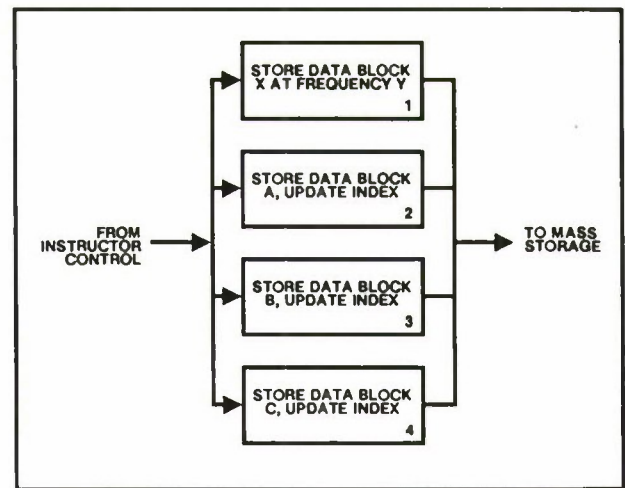 STORE DATA BLOCK
X AT FREQUENCY Y
1
STORE DATA BLOCK
A, UPDATE INDEX
2
FROM
INSTRUCTOR
CONTROL
TO MASS
STORAGE
STORE DATA BLOCK
B, UPDATE INDEX
3
STORE DATA BLOCK
C, UPDATE INDEX
4